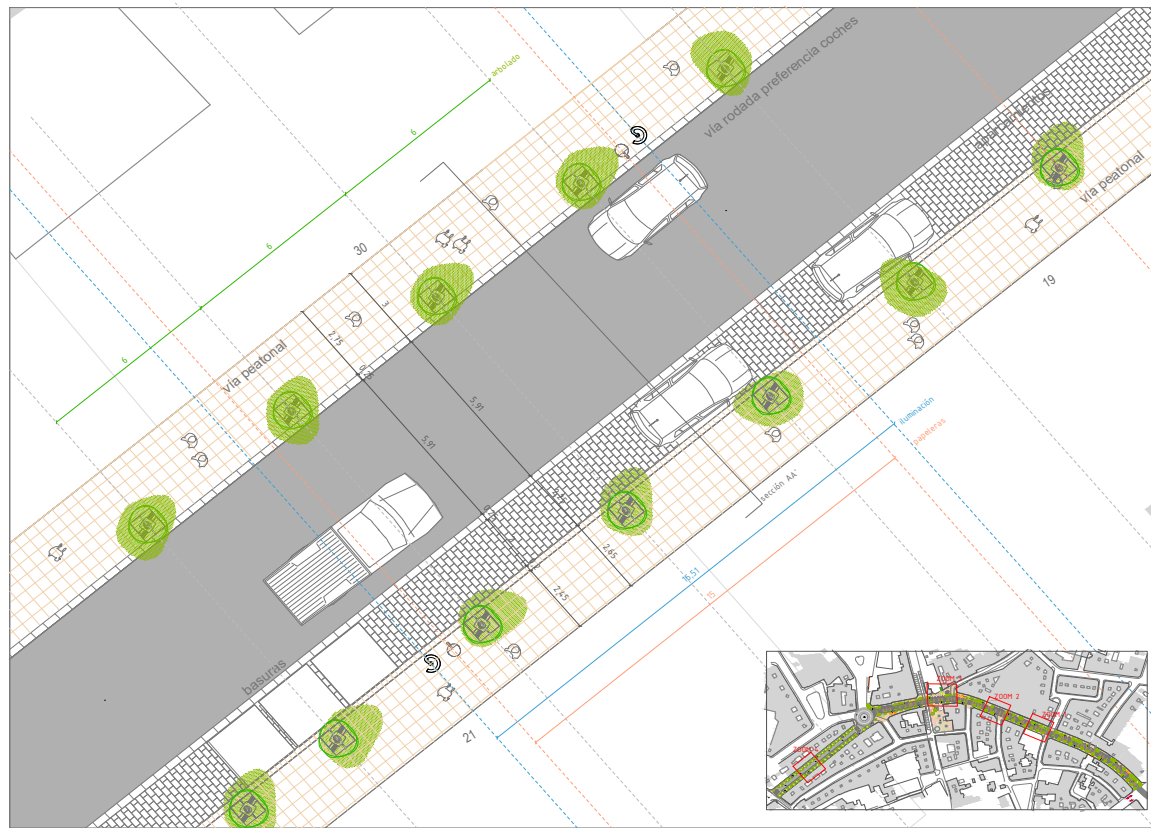 vía rodada preferencia coches
arbolado
aparcamientos
6
vía peatonal
6
30
19
3
6
2,75
vía peatonal
5,91
5,91
iluminación
papeleras
sección AA'
2,65
16,51
15
2,45
basuras
21
ZOOM 3
ZOOM 2